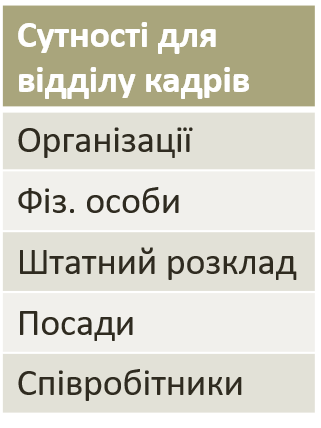 Сутності для
відділу кадрів
Організації
Фіз. особи
Штатний розклад
Посади
Співробітники